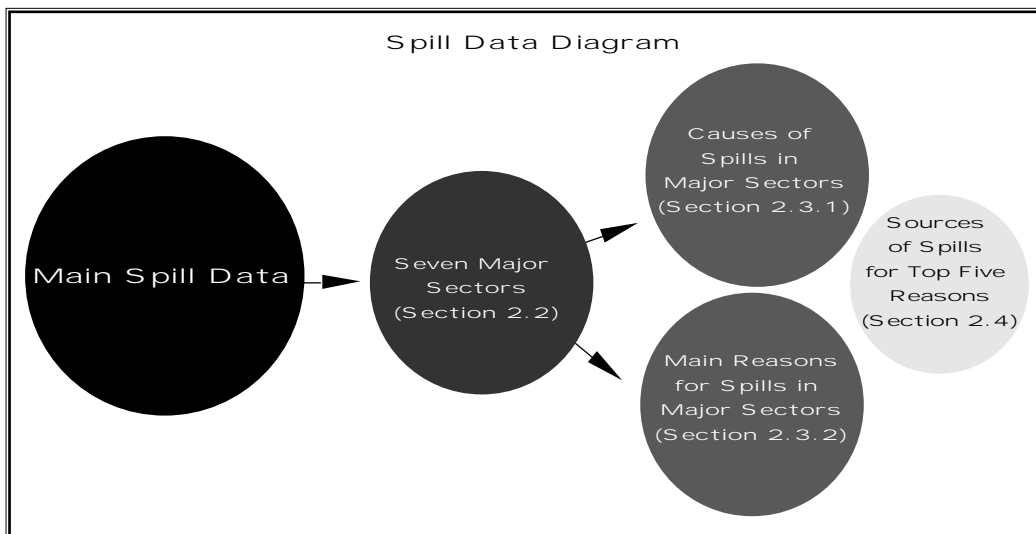 Spill Data Diagram
Main Spill Data
Seven Major
Sectors
(Section 2.2)
Causes of
Spills in
Major Sectors
(Section 2.3.1)
Main Reasons
for Spills in
Major Sectors
(Section 2.3.2)
Sources
of Spills
for Top Five
Reasons
(Section 2.4)